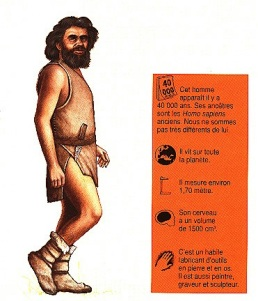 40 000
Cet homme
apparaît il y a
40 000 ans. Ses ancêtres
sont les Homo sapiens
anciens. Nous ne sommes
pas très différents de lui.
Il vit sur toute
la planète.
Il mesure environ
1,70 mètre.
Son cerveau
a un volume
de 1500 cm³.
C'est un habile
fabricant d'outils
en pierre et en os.
Il est aussi peintre,
graveur et sculpteur.